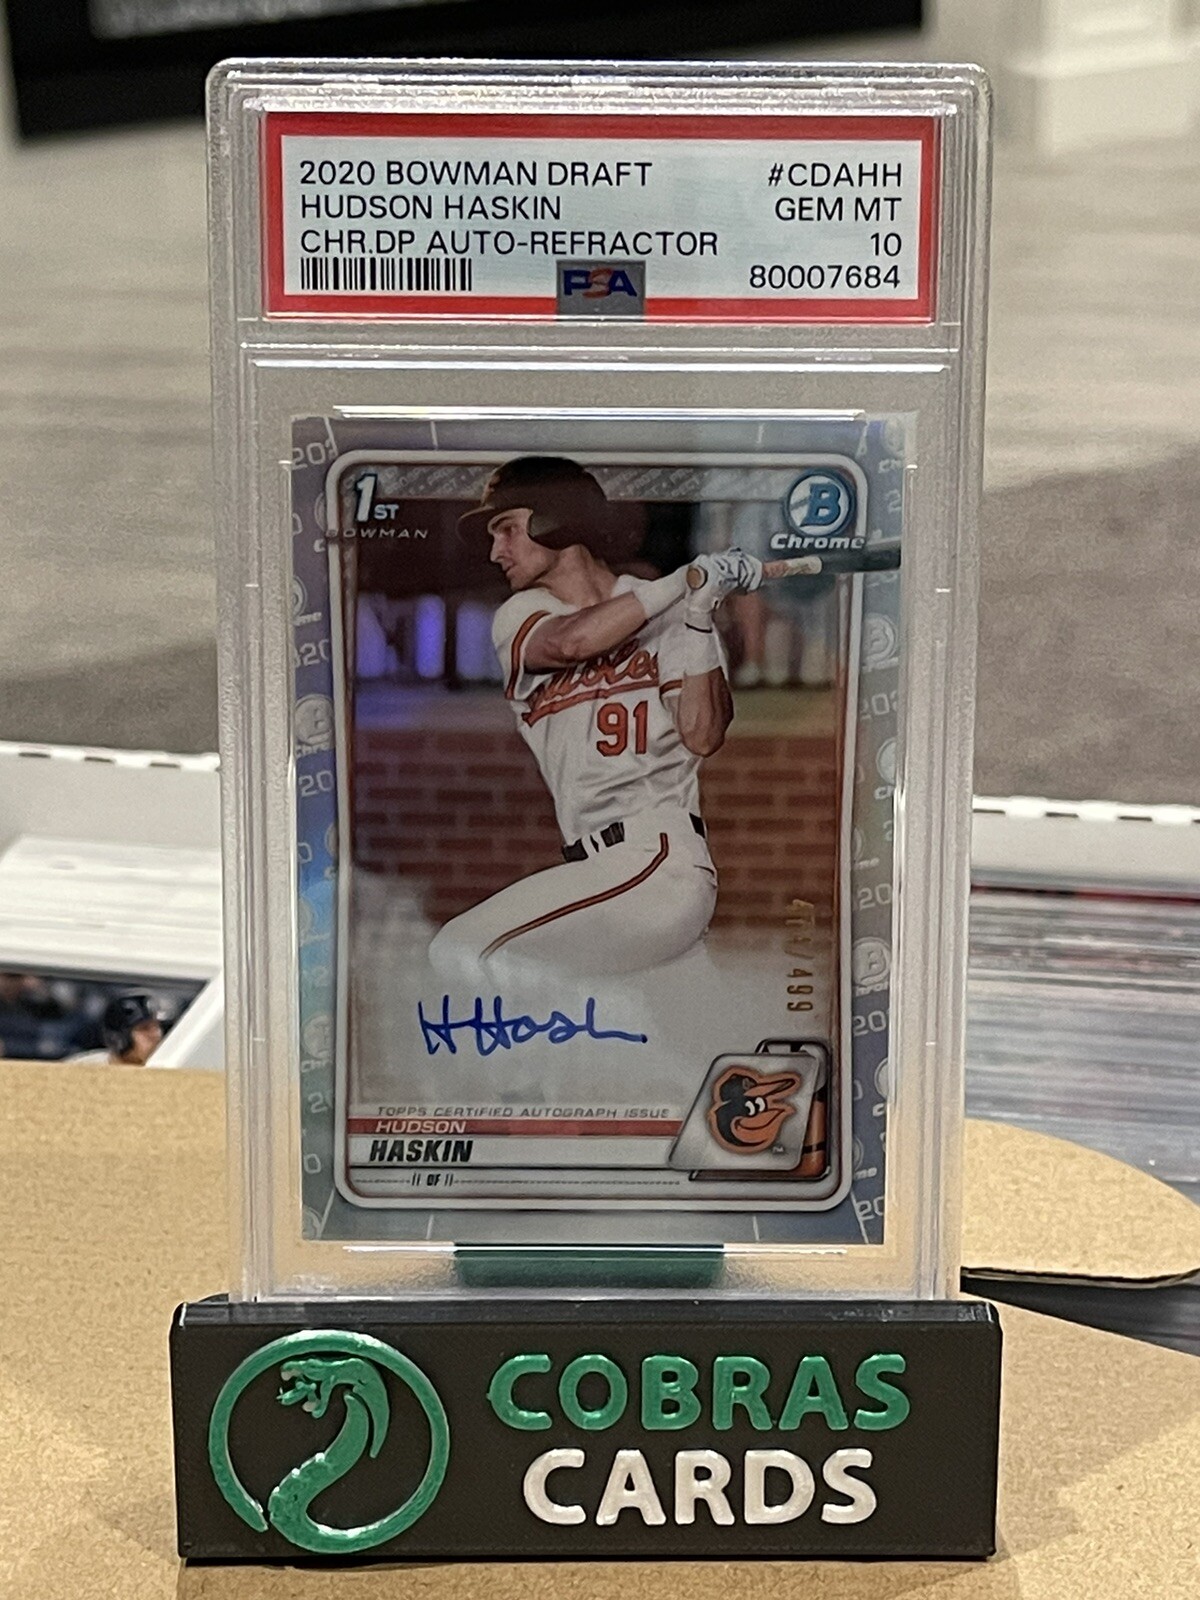 2020 BOWMAN DRAFT #CDAHH
HUDSON HASKIN GEM MT
CHR.DP AUTO-REFRACTOR 10
PSA 80007684
1ST
BOWMAN
B
Chrome
Orioles
91
/499
H Hask
TOPPS CERTIFIED AUTOGRAPH ISSUE
HUDSON
HASKIN
OF
COBRAS
CARDS